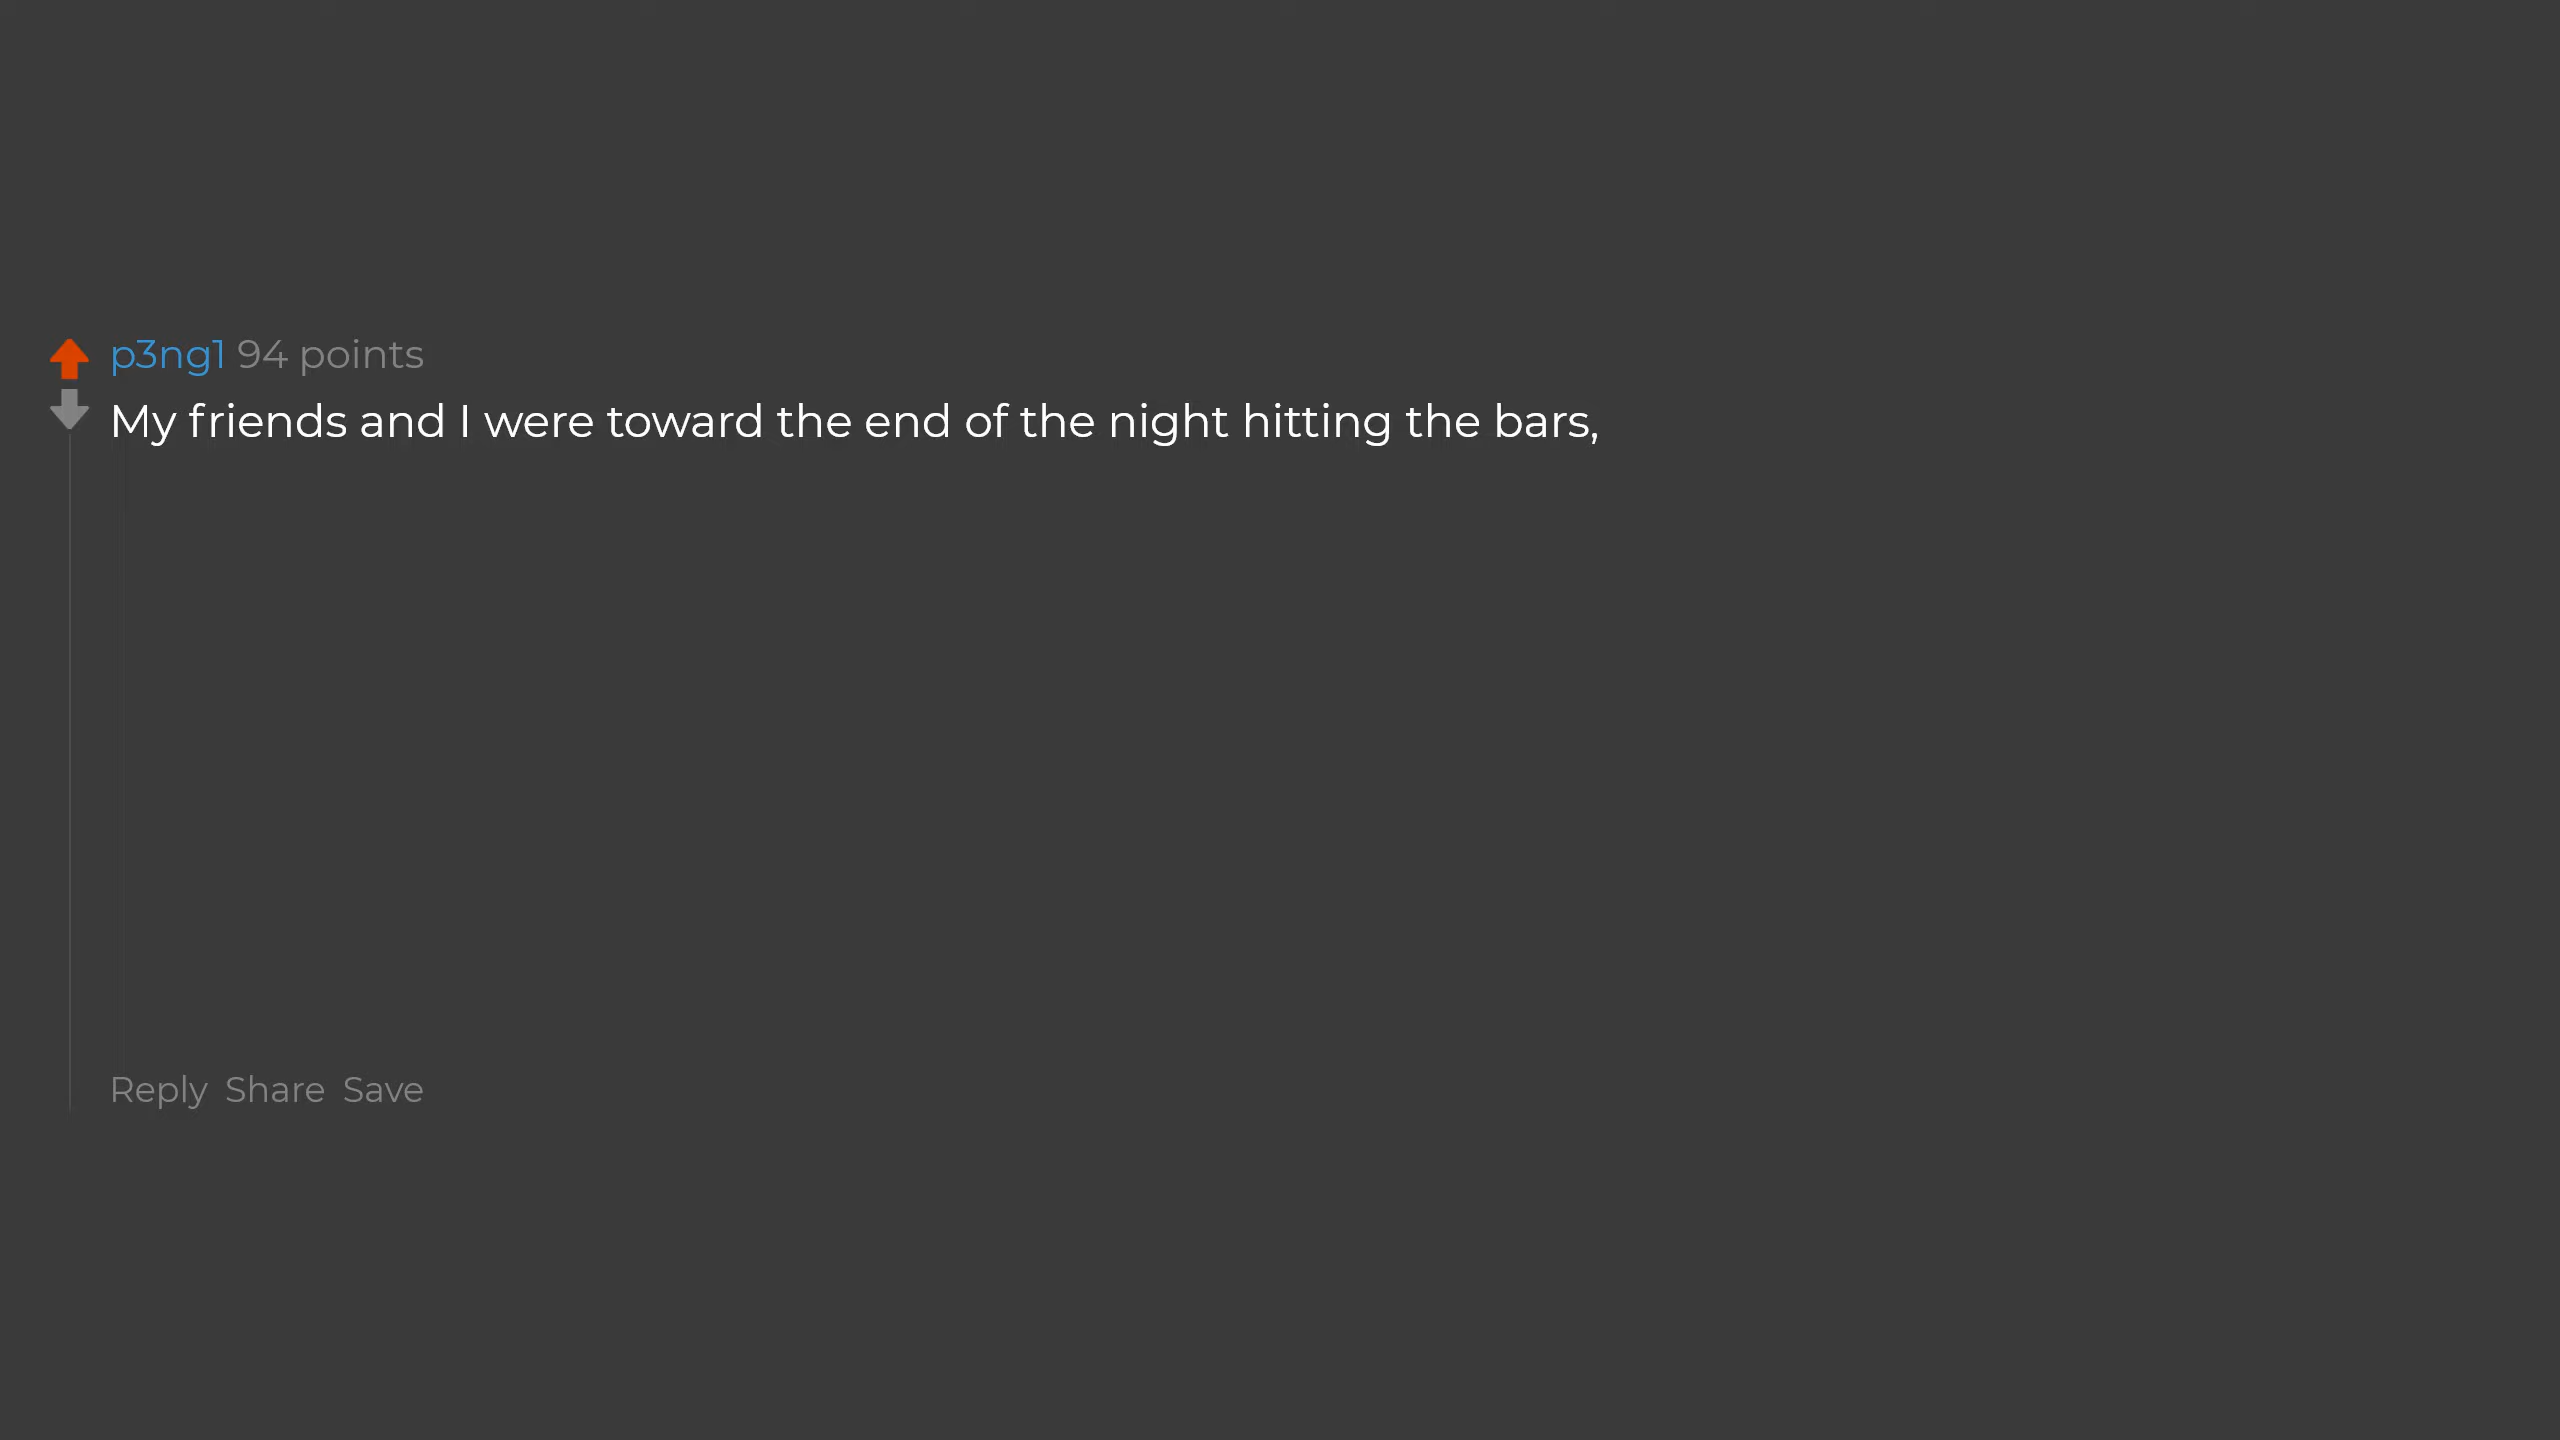 p3ng1 94 points
My friends and I were toward the end of the night hitting the bars,
Reply Share Save